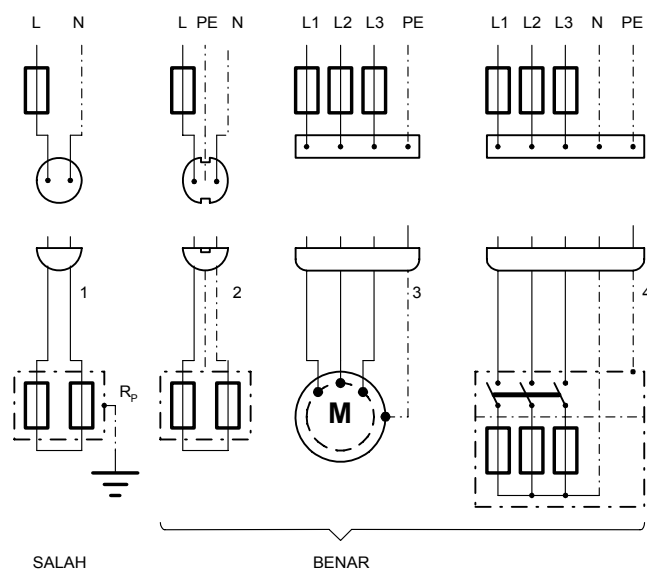 L N L PE N L1 L2 L3 PE L1 L2 L3 N PE
1 2 3 4
R_P
M
SALAH BENAR